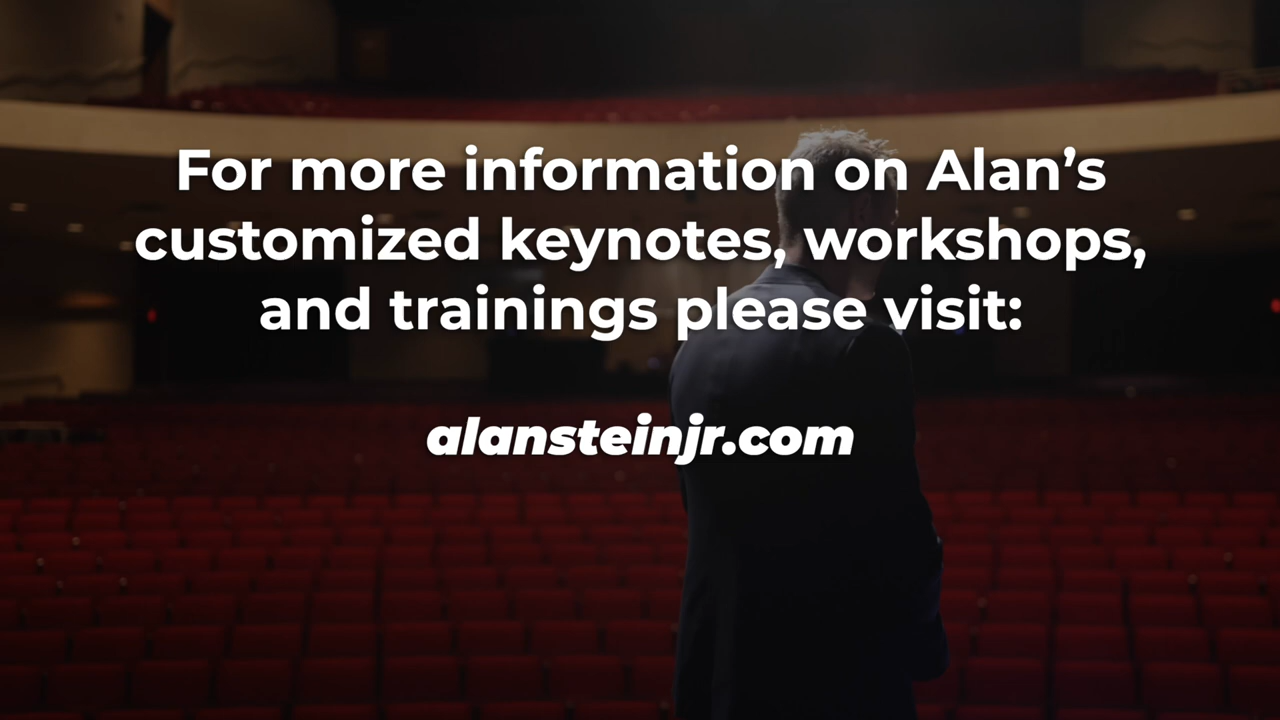 For more information on Alan’s
customized keynotes, workshops,
and trainings please visit:
alansteinjr.com